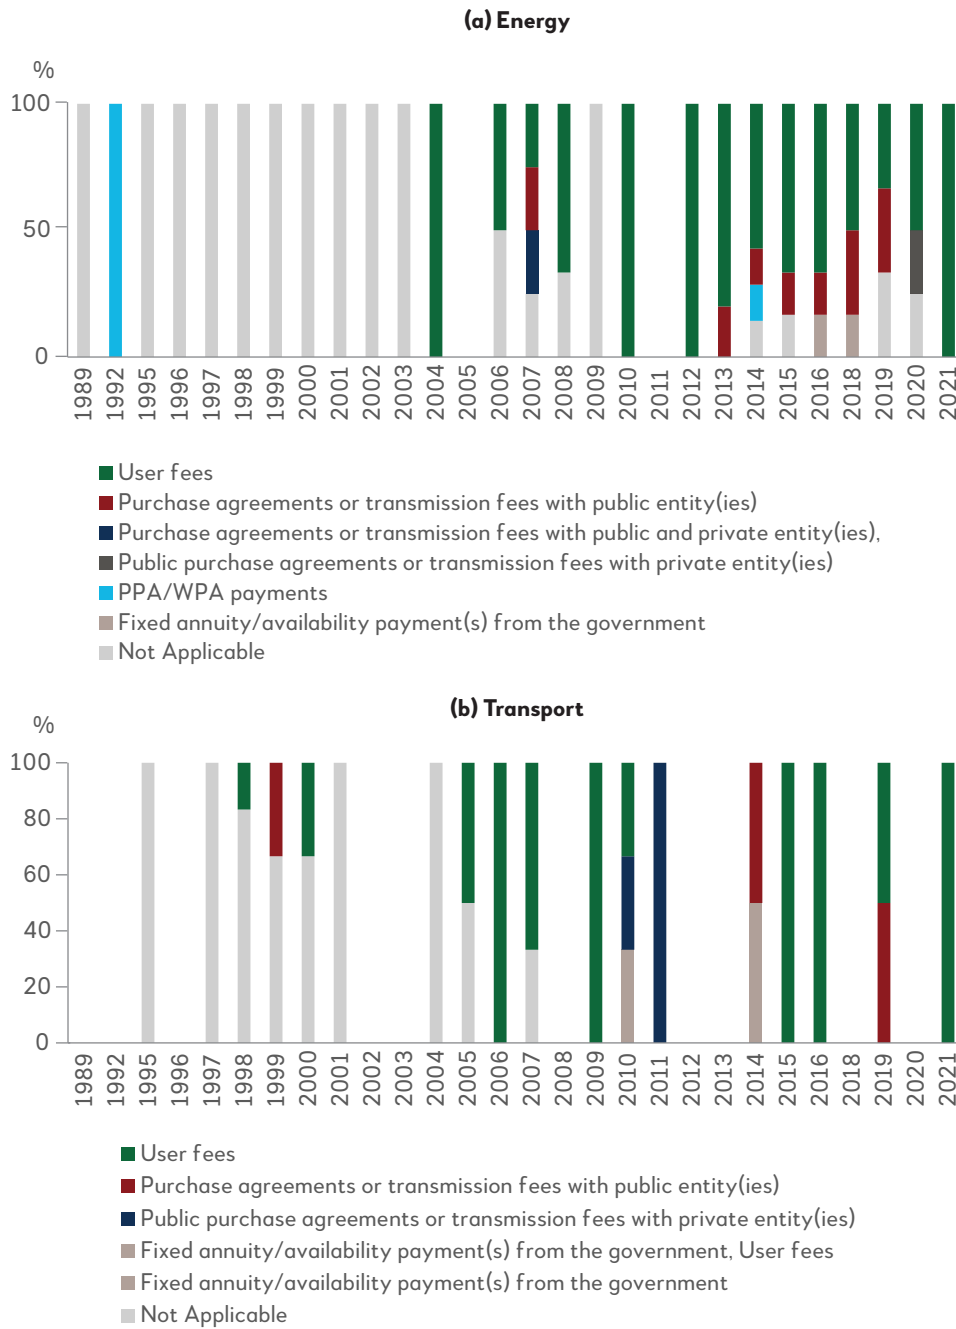 (a) Energy
%
100
50
0
1989 1992 1995 1996 1997 1998 1999 2000 2001 2002 2003 2004 2005 2006 2007 2008 2009 2010 2011 2012 2013 2014 2015 2016 2018 2019 2020 2021
User fees
Purchase agreements or transmission fees with public entity(ies)
Purchase agreements or transmission fees with public and private entity(ies),
Public purchase agreements or transmission fees with private entity(ies)
PPA/WPA payments
Fixed annuity/availability payment(s) from the government
Not Applicable
(b) Transport
%
100
80
60
40
20
0
1989 1992 1995 1996 1997 1998 1999 2000 2001 2002 2003 2004 2005 2006 2007 2008 2009 2010 2011 2012 2013 2014 2015 2016 2018 2019 2020 2021
User fees
Purchase agreements or transmission fees with public entity(ies)
Public purchase agreements or transmission fees with private entity(ies)
Fixed annuity/availability payment(s) from the government, User fees
Fixed annuity/availability payment(s) from the government
Not Applicable